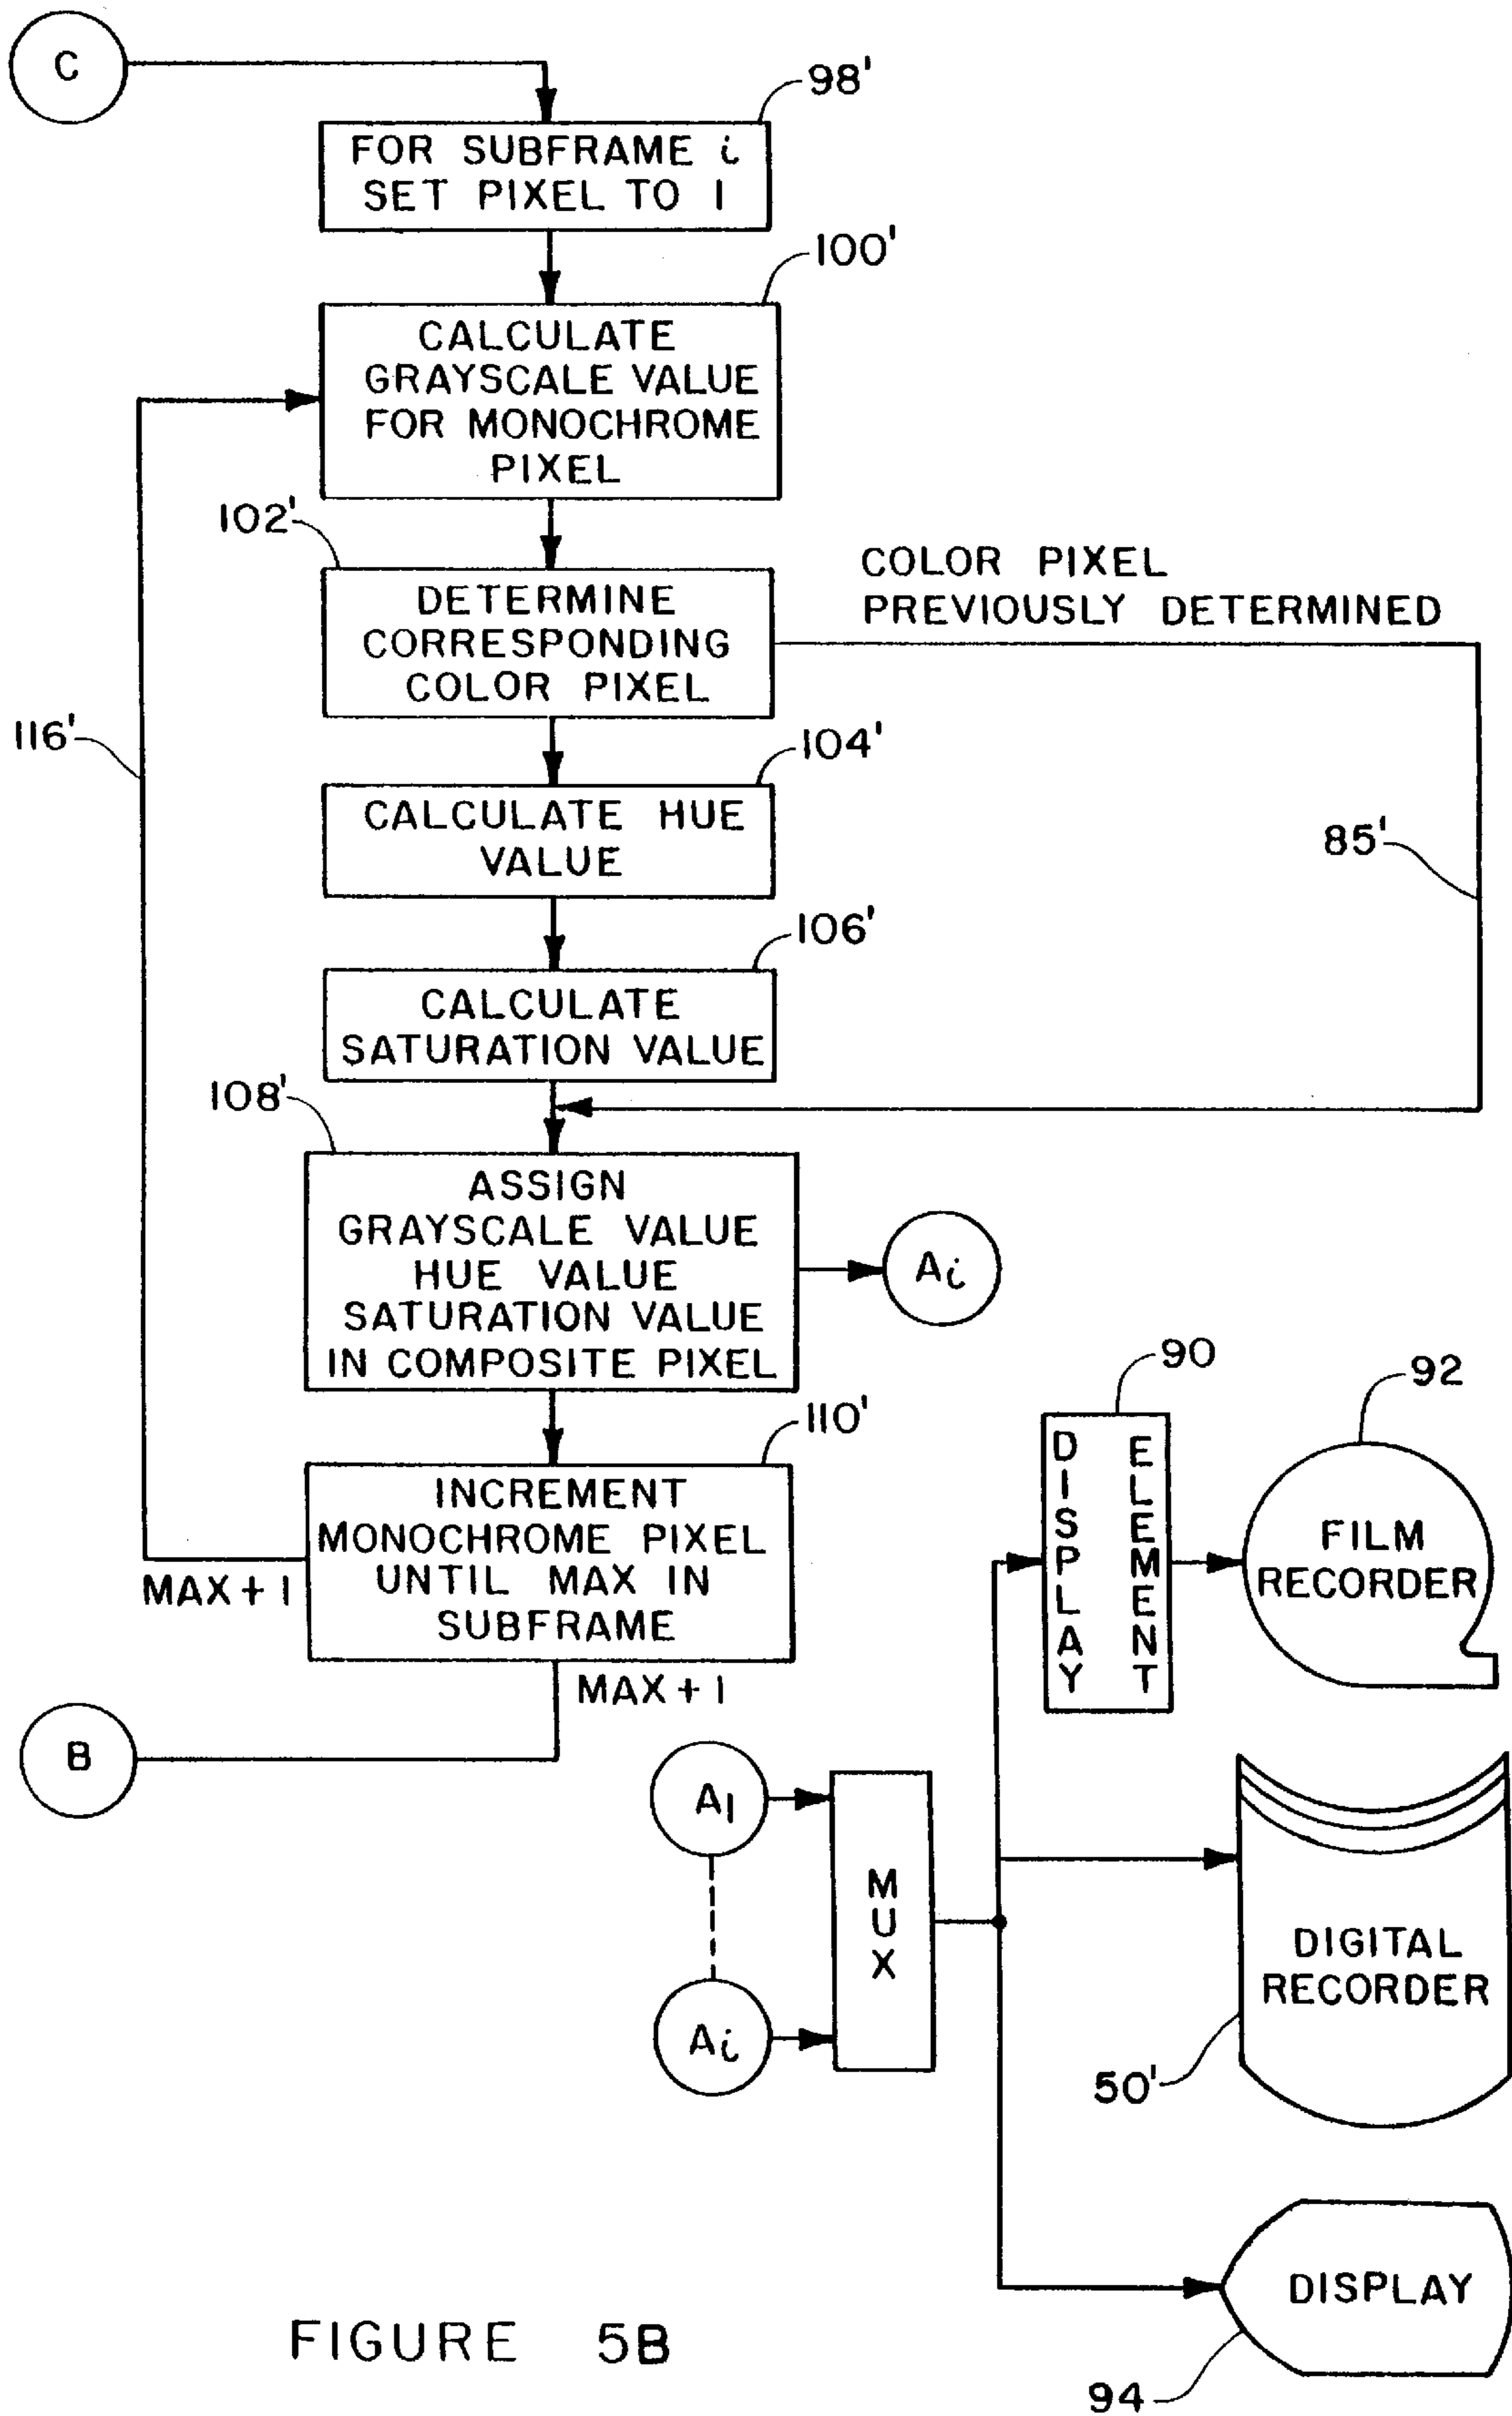 C
98'
FOR SUBFRAME i
SET PIXEL TO 1
100'
CALCULATE
GRAYSCALE VALUE
FOR MONOCHROME
PIXEL
102'
DETERMINE
CORRESPONDING
COLOR PIXEL
COLOR PIXEL
PREVIOUSLY DETERMINED
116'
104'
CALCULATE HUE
VALUE
85'
106'
CALCULATE
SATURATION VALUE
108'
ASSIGN
GRAYSCALE VALUE
HUE VALUE
SATURATION VALUE
IN COMPOSITE PIXEL
Ai
110'
INCREMENT
MONOCHROME PIXEL
UNTIL MAX IN
SUBFRAME
MAX + 1
MAX + 1
B
90
DISPLAY
ELEMENT
92
FILM
RECORDER
A1
Ai
MUX
DIGITAL
RECORDER
50'
DISPLAY
94
FIGURE 5B